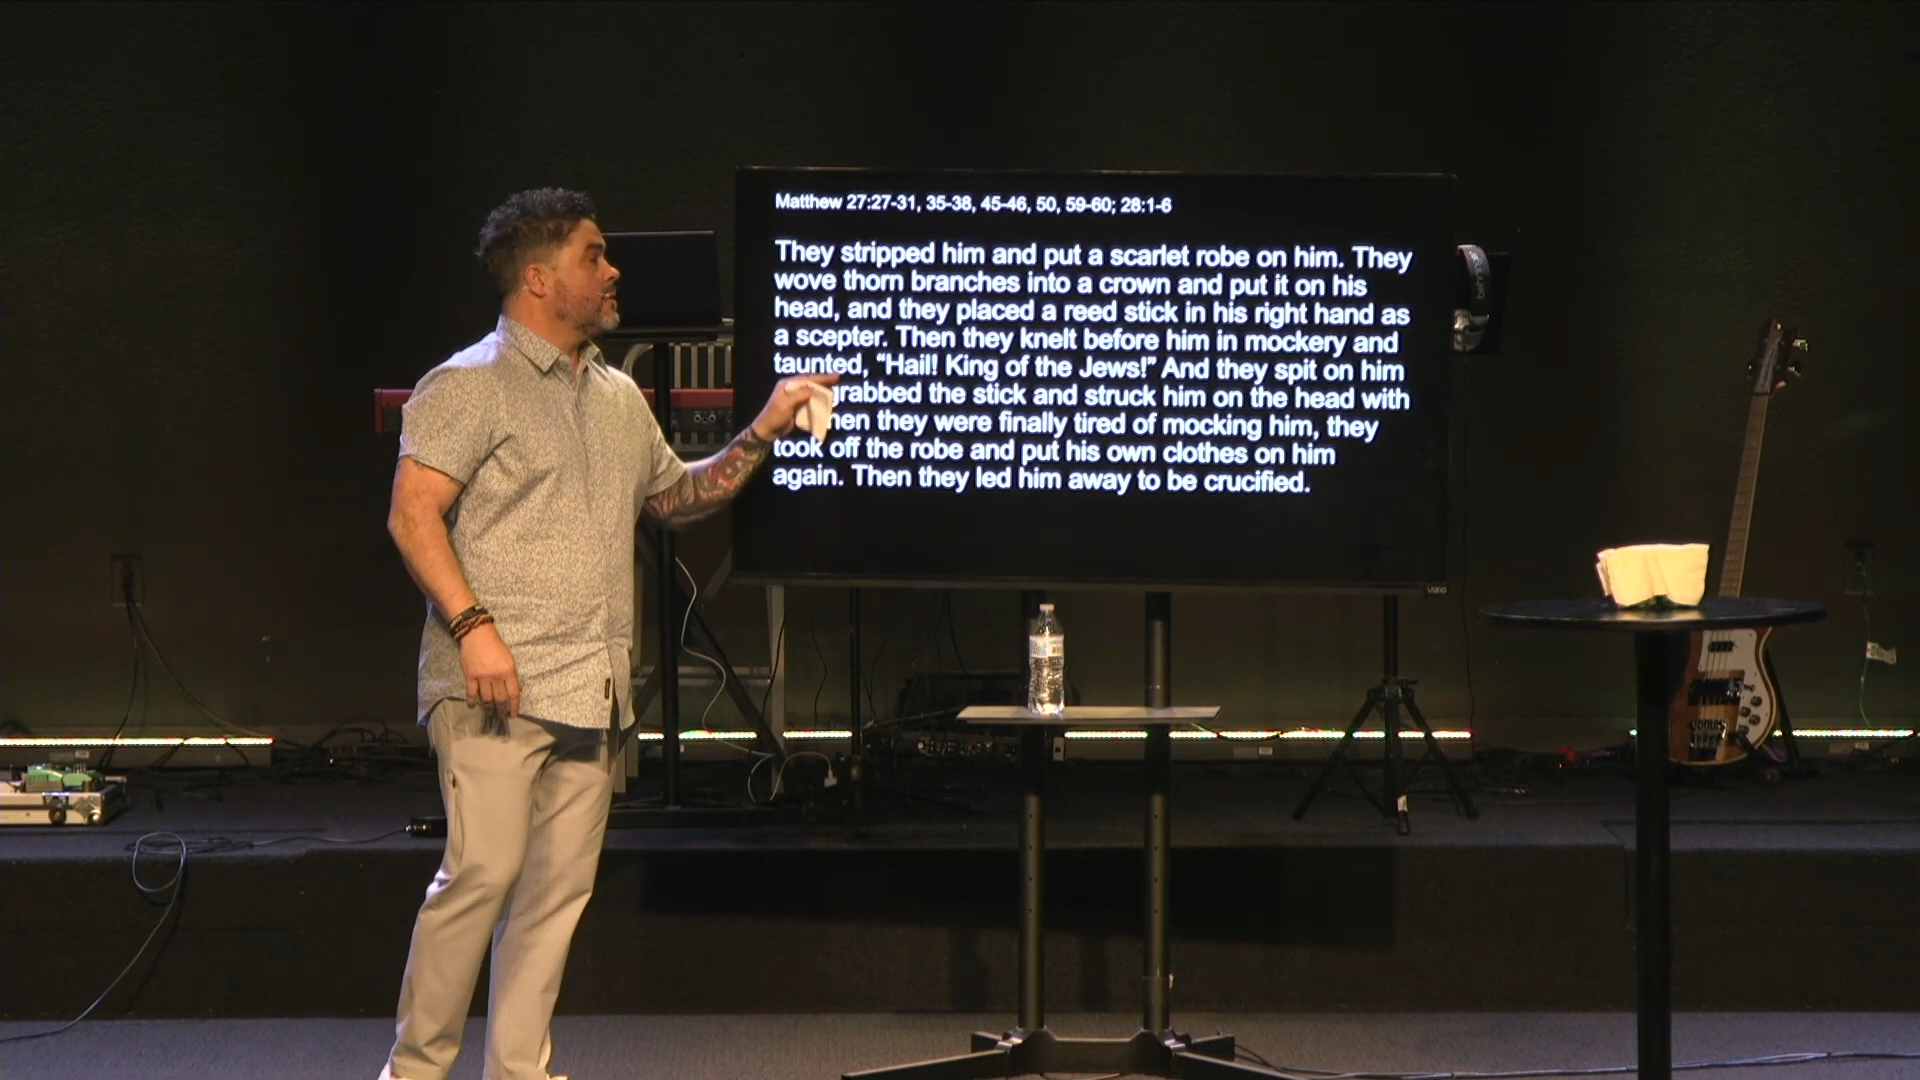 Matthew 27:27-31, 35-38, 45-46, 50, 59-60; 28:1-6
They stripped him and put a scarlet robe on him. They
wove thorn branches into a crown and put it on his
head, and they placed a reed stick in his right hand as
a scepter. Then they knelt before him in mockery and
taunted, “Hail! King of the Jews!” And they spit on him
grabbed the stick and struck him on the head with
they were finally tired of mocking him, they
took off the robe and put his own clothes on him
again. Then they led him away to be crucified.
VIZIO